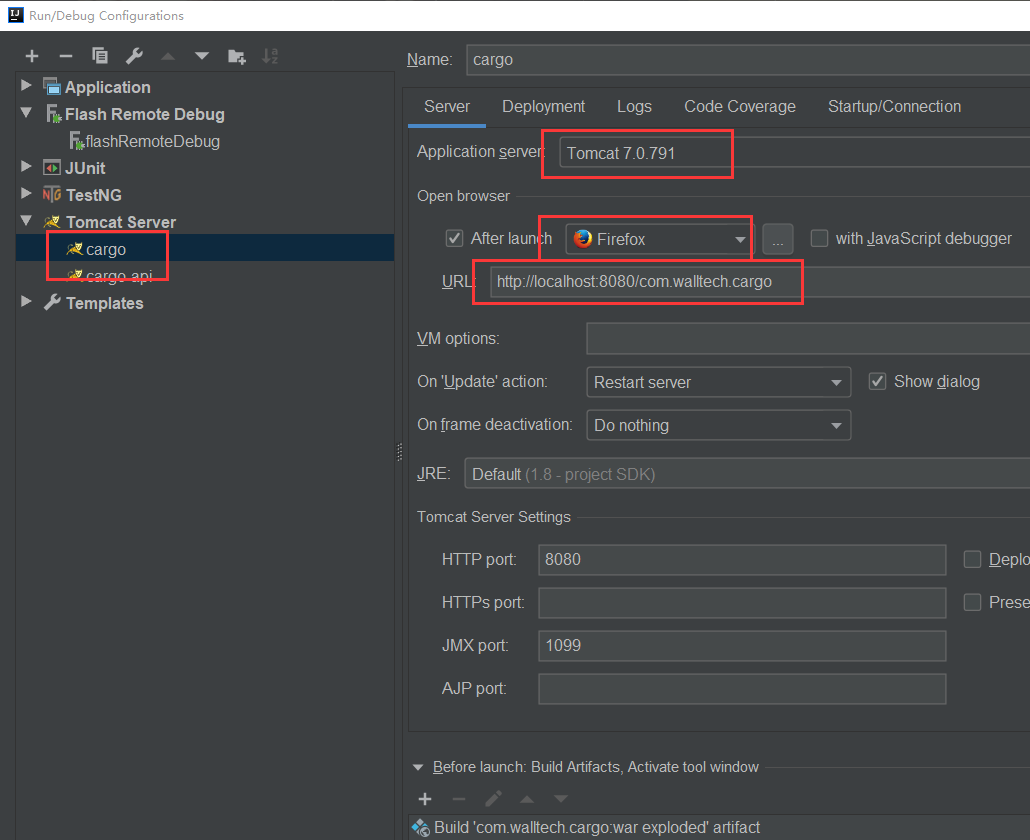 Run/Debug Configurations
Name: cargo
Application
Flash Remote Debug
flashRemoteDebug
JUnit
TestNG
Tomcat Server
cargo
cargo api
Templates
Server Deployment Logs Code Coverage Startup/Connection
Application server Tomcat 7.0.791
Open browser
After launch Firefox ... with JavaScript debugger
URL: http://localhost:8080/com.walltech.cargo
VM options:
On 'Update' action: Restart server Show dialog
On frame deactivation: Do nothing
JRE: Default (1.8 - project SDK)
Tomcat Server Settings
HTTP port: 8080 Deplo
HTTPs port: Prese
JMX port: 1099
AJP port:
Before launch: Build Artifacts, Activate tool window
Build 'com.walltech.cargo:war exploded' artifact